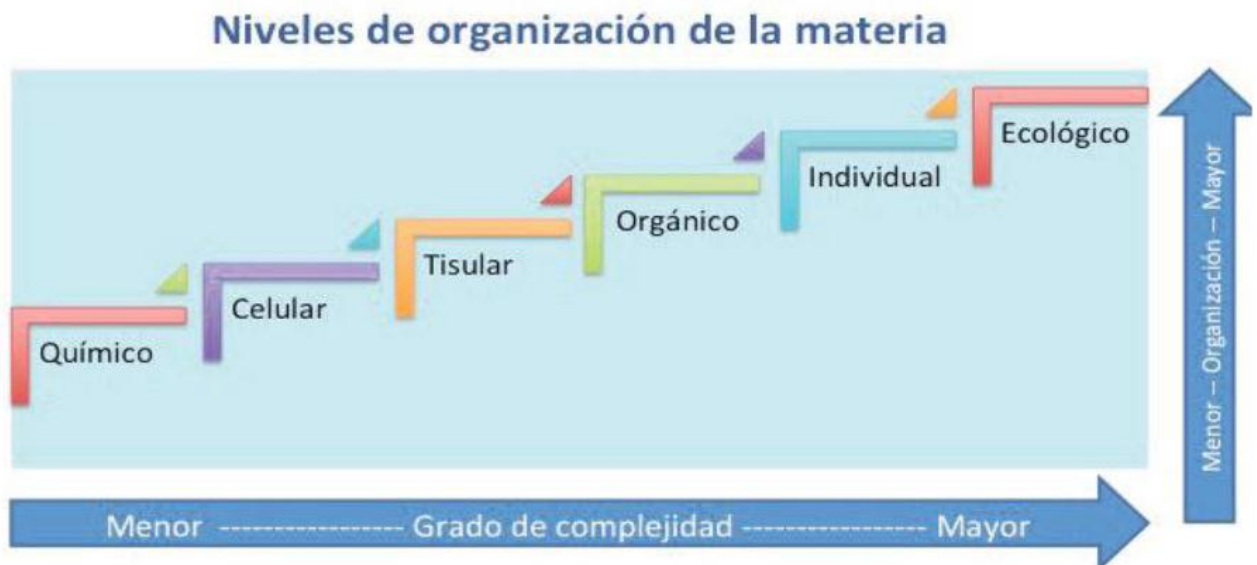 Niveles de organización de la materia
Ecológico
Individual
Orgánico
Tisular
Celular
Químico
Menor – Organización – Mayor
Menor ---------------- Grado de complejidad ---------------- Mayor